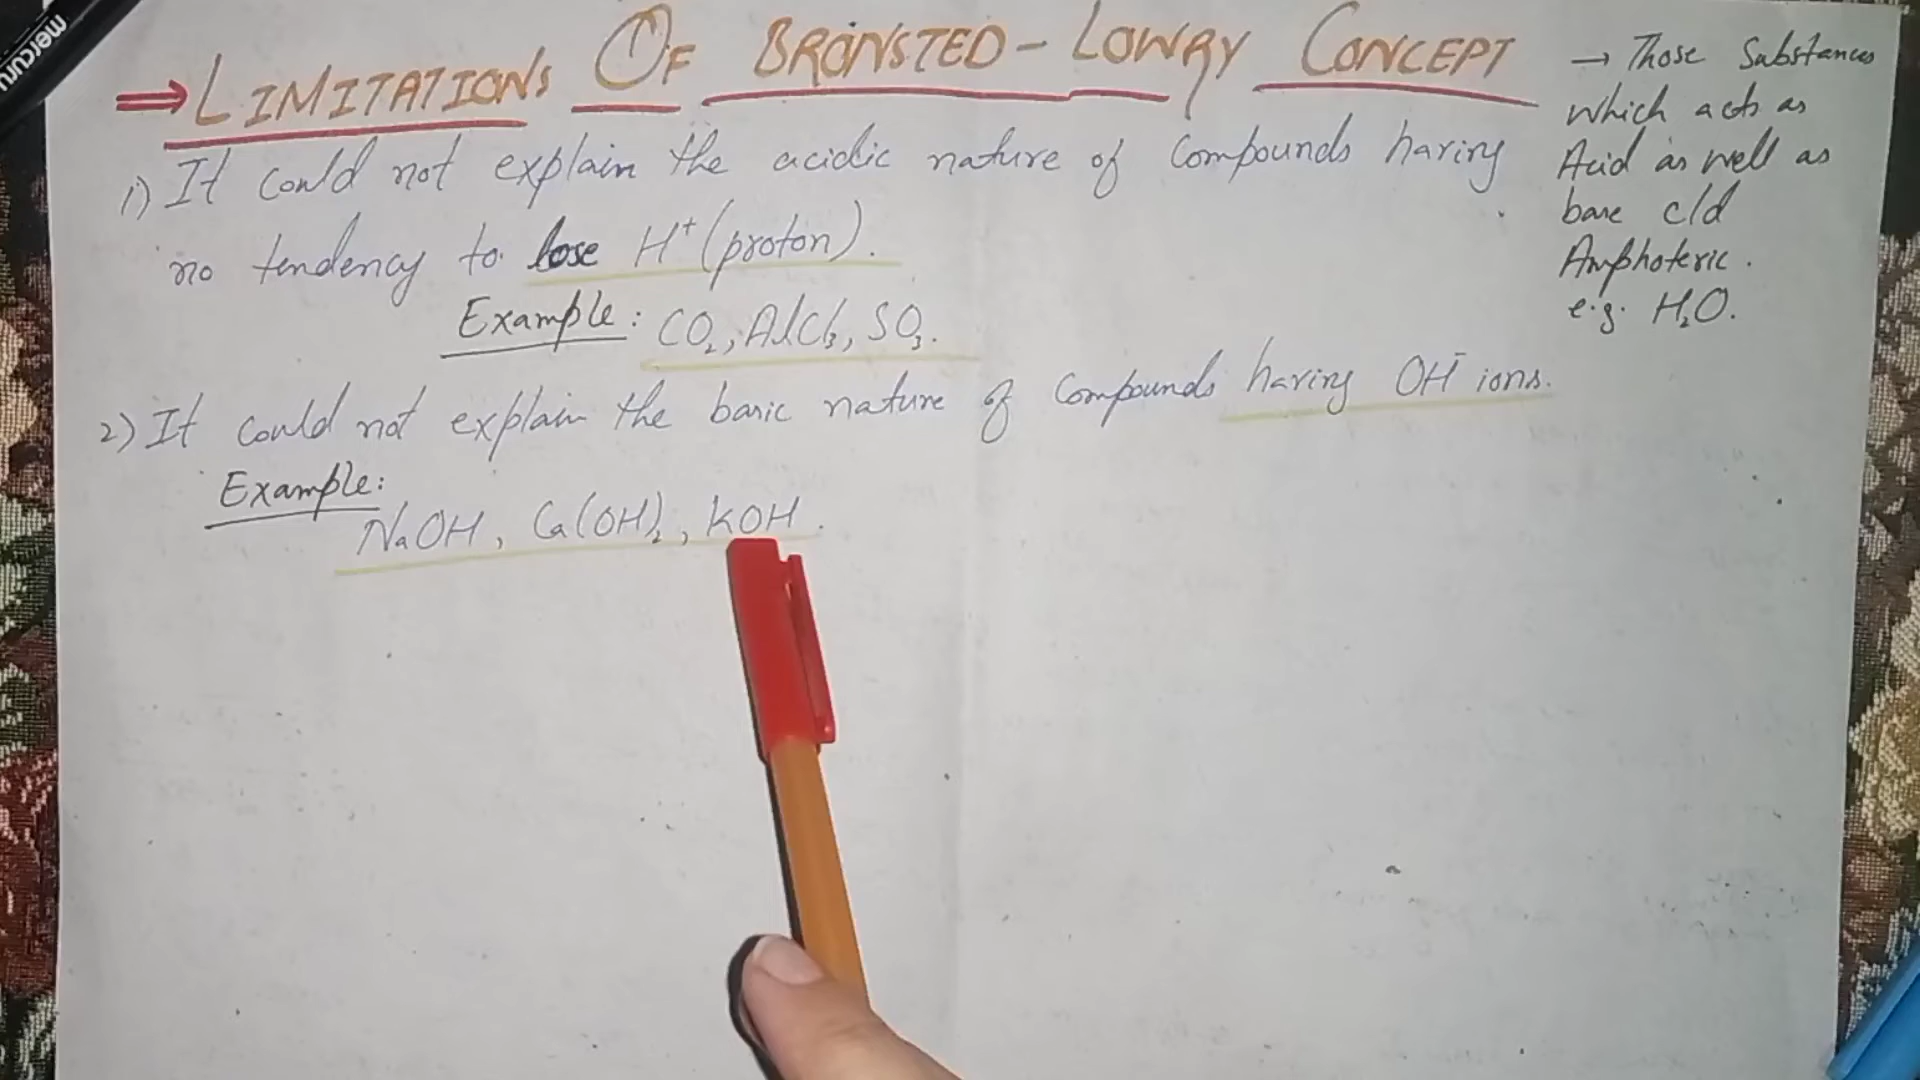 mercury
⇒ LIMITATIONS OF BRONSTED-LOWRY CONCEPT
1) It could not explain the acidic nature of compounds having
no tendency to lose H⁺ (proton).
Example: CO₂, AlCl₃, SO₃.
2) It could not explain the basic nature of compounds having OH⁻ ions.
Example:
NaOH, Ca(OH)₂, KOH.
→ Those Substances
which acts as
Acid as well as
base c/d
Amphoteric.
e.g. H₂O.